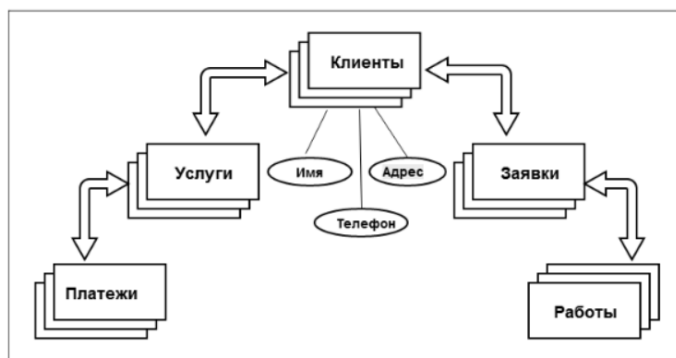 Клиенты
Услуги
Имя
Адрес
Заявки
Телефон
Платежи
Работы